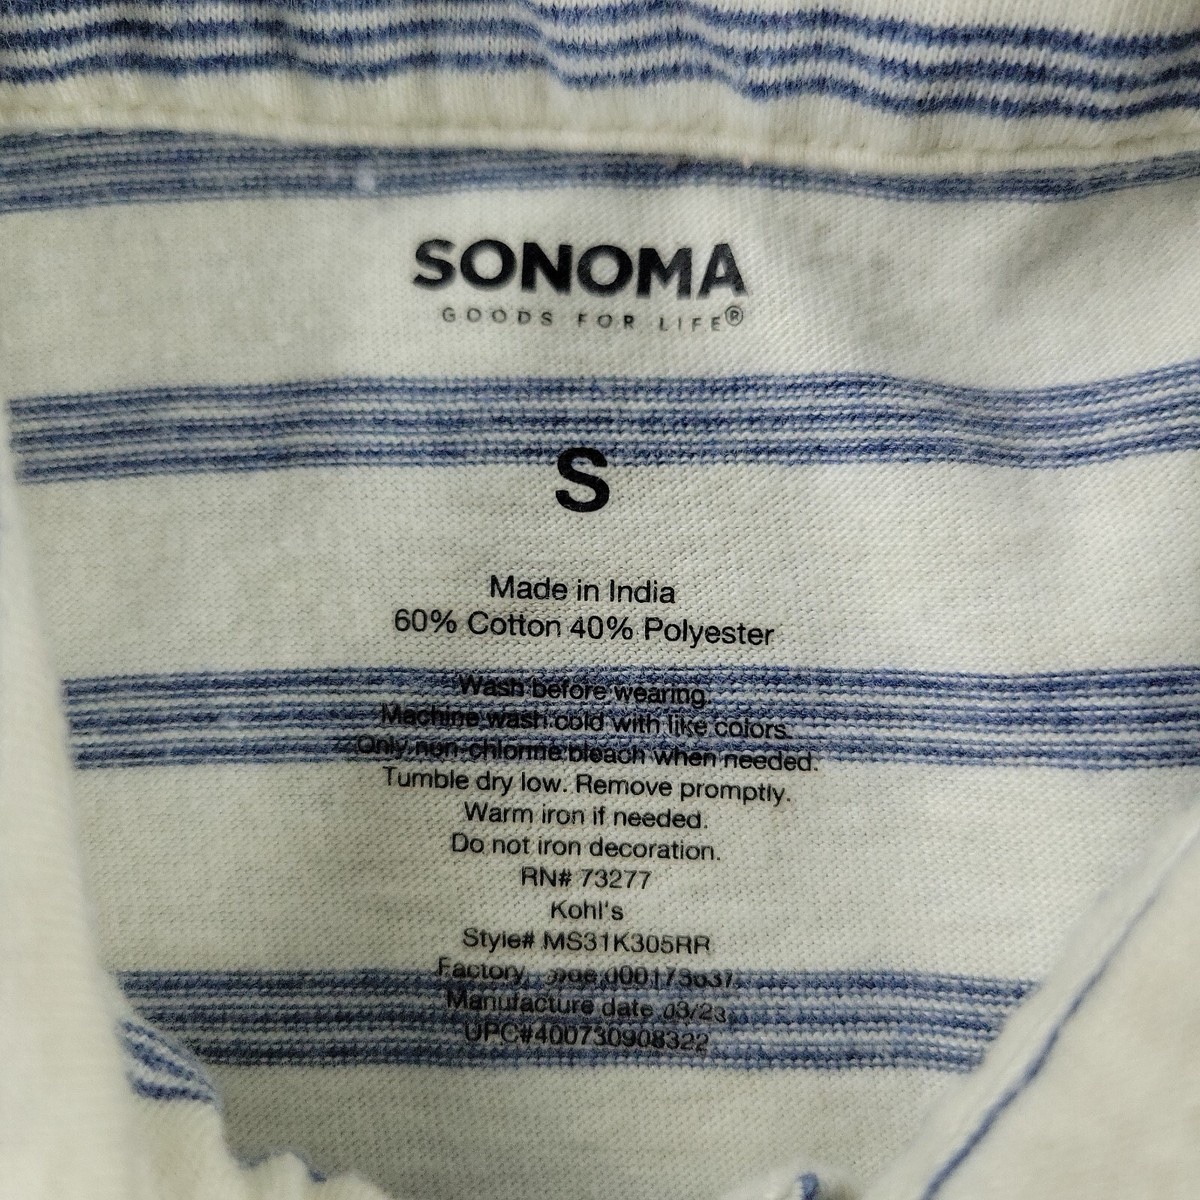 SONOMA
GOODS FOR LIFE®
S
Made in India
60% Cotton 40% Polyester
Wash before wearing.
Machine wash cold with like colors.
Only non-chlorine bleach when needed.
Tumble dry low. Remove promptly.
Warm iron if needed.
Do not iron decoration.
RN# 73277
Kohl's
Style# MS31K305RR
Factory
Manufacture date 03/23
UPC#400730908322